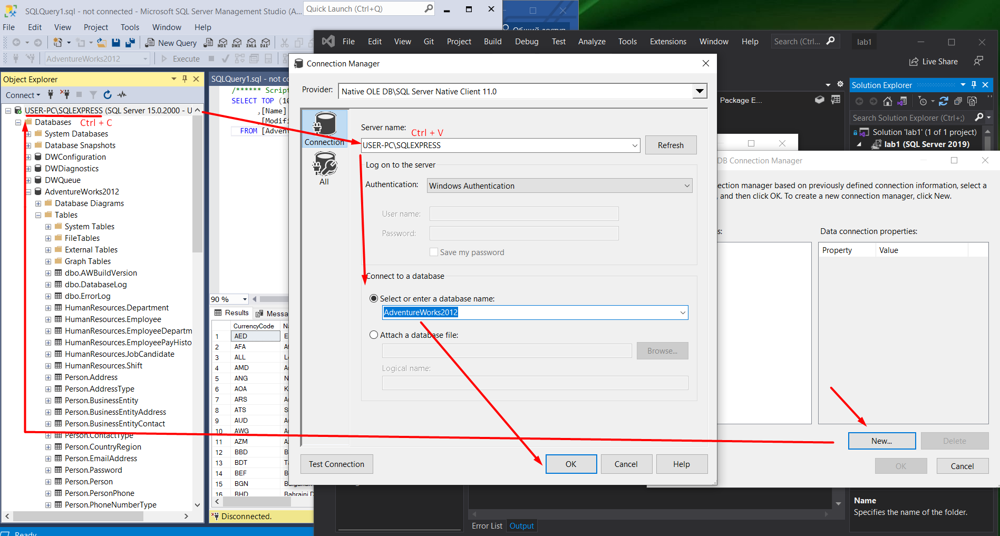 SQLQuery1.sql - not connected - Microsoft SQL Server Management Studio (A...
Quick Launch (Ctrl+Q)
File Edit View Project Tools Window Help
New Query
MDX DMX XMLA DAX
AdventureWorks2012
Execute
Object Explorer
Connect
USER-PC\SQLEXPRESS (SQL Server 15.0.2000 - U
Databases
Ctrl + C
System Databases
Database Snapshots
DWConfiguration
DWDiagnostics
DWQueue
AdventureWorks2012
Database Diagrams
Tables
System Tables
FileTables
External Tables
Graph Tables
dbo.AWBuildVersion
dbo.DatabaseLog
dbo.ErrorLog
HumanResources.Department
HumanResources.Employee
HumanResources.EmployeeDepartm
HumanResources.EmployeePayHisto
HumanResources.JobCandidate
HumanResources.Shift
Person.Address
Person.AddressType
Person.BusinessEntity
Person.BusinessEntityAddress
Person.BusinessEntityContact
Person.ContactType
Person.CountryRegion
Person.EmailAddress
Person.Password
Person.Person
Person.PersonPhone
Person.PhoneNumberType
Ready
SQLQuery1.sql - not co
/****** Script
SELECT TOP (10
,[Name]
,[Modifi
FROM [Adven
90 %
Results
Messa
CurrencyCode Na
1 AED E
2 AFA Af
3 ALL L
4 AMD A
5 ANG N
6 AOA K
7 ARS A
8 ATS S
9 AUD A
10 AWG A
11 AZM A
12 BBD B
13 BDT Ta
14 BEF B
15 BGN Bulgarian
16 BHD Bahraini D
Disconnected.
Общий доступ
File Edit View Git Project Build Debug Test Analyze Tools Extensions Window Help
Search (Ctrl...
lab1
Live Share
Connection Manager
Provider:
Native OLE DB\SQL Server Native Client 11.0
Connection
All
Server name:
Ctrl + V
USER-PC\SQLEXPRESS
Refresh
Log on to the server
Authentication:
Windows Authentication
User name:
Password:
Save my password
Connect to a database
Select or enter a database name:
AdventureWorks2012
Attach a database file:
Browse...
Logical name:
Test Connection
OK
Cancel
Help
Package E...
Solution Explorer
Search Solution Explorer (Ctrl+;)
Solution 'lab1' (1 of 1 project)
lab1 (SQL Server 2019)
DB Connection Manager
ection manager based on previously defined connection information, select a
, and then click OK. To create a new connection manager, click New.
s:
Data connection properties:
Property Value
New...
Delete
OK
Cancel
Name
Specifies the name of the folder.
Error List
Output